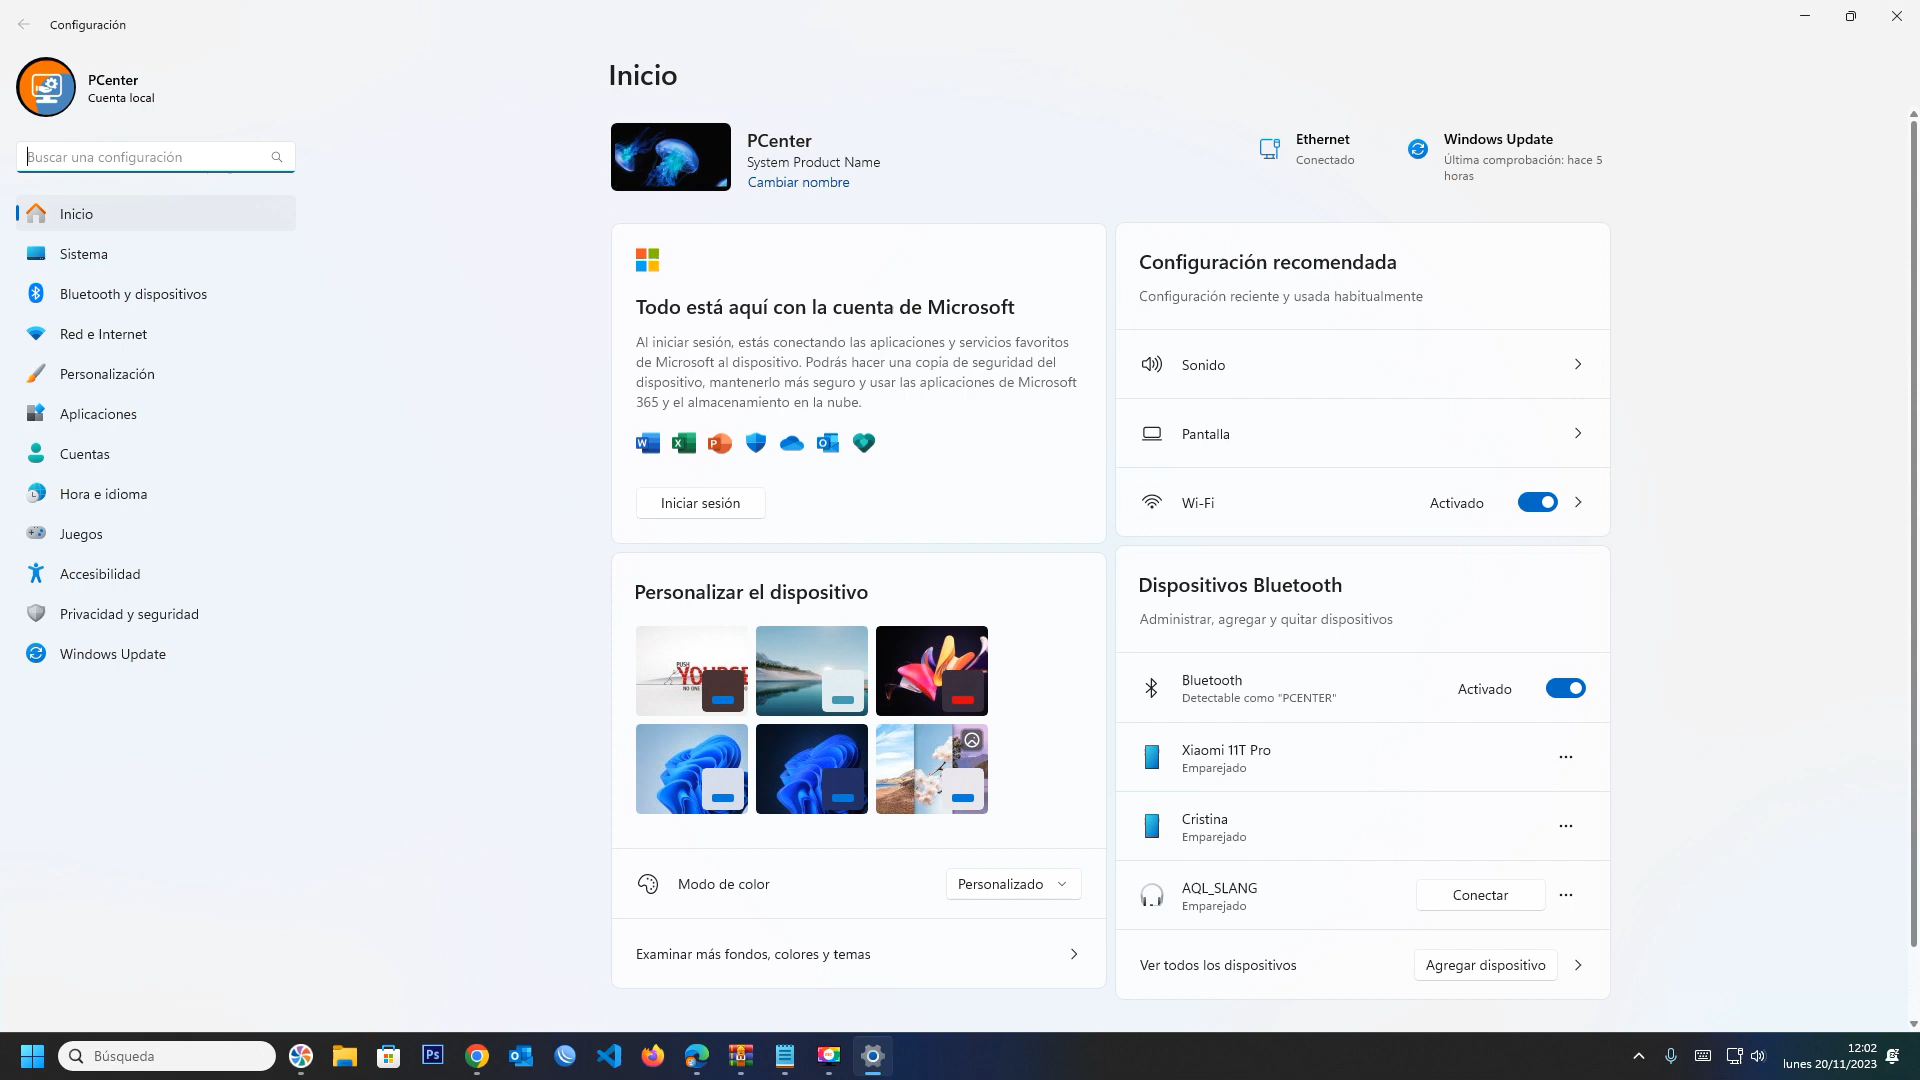 Configuración
PCenter
Cuenta local
Buscar una configuración
Inicio
Sistema
Bluetooth y dispositivos
Red e Internet
Personalización
Aplicaciones
Cuentas
Hora e idioma
Juegos
Accesibilidad
Privacidad y seguridad
Windows Update
Inicio
PCenter
System Product Name
Cambiar nombre
Ethernet
Conectado
Windows Update
Última comprobación: hace 5
horas
Todo está aquí con la cuenta de Microsoft
Al iniciar sesión, estás conectando las aplicaciones y servicios favoritos
de Microsoft al dispositivo. Podrás hacer una copia de seguridad del
dispositivo, mantenerlo más seguro y usar las aplicaciones de Microsoft
365 y el almacenamiento en la nube.
Iniciar sesión
Personalizar el dispositivo
PUSH
NO ONE
Modo de color
Personalizado
Examinar más fondos, colores y temas
Configuración recomendada
Configuración reciente y usada habitualmente
Sonido
Pantalla
Wi-Fi
Activado
Dispositivos Bluetooth
Administrar, agregar y quitar dispositivos
Bluetooth
Detectable como "PCENTER"
Activado
Xiaomi 11T Pro
Emparejado
Cristina
Emparejado
AQL_SLANG
Emparejado
Conectar
Ver todos los dispositivos
Agregar dispositivo
Búsqueda
Ps
12:02
lunes 20/11/2023